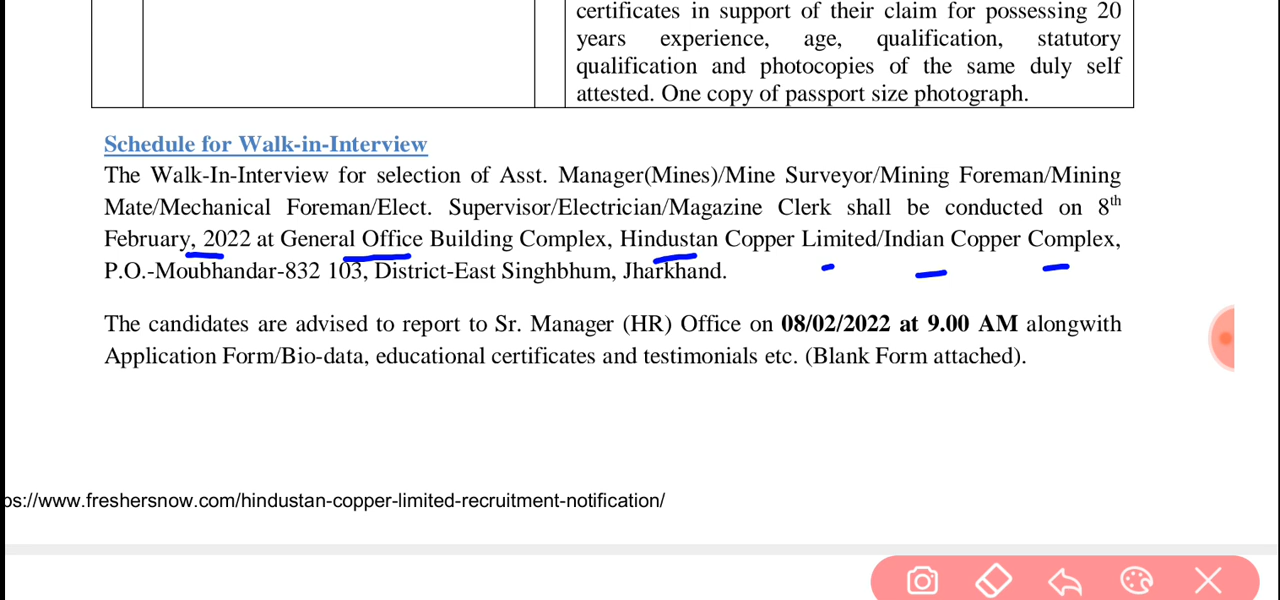 certificates in support of their claim for possessing 20
years experience, age, qualification, statutory
qualification and photocopies of the same duly self
attested. One copy of passport size photograph.
Schedule for Walk-in-Interview
The Walk-In-Interview for selection of Asst. Manager(Mines)/Mine Surveyor/Mining Foreman/Mining
Mate/Mechanical Foreman/Elect. Supervisor/Electrician/Magazine Clerk shall be conducted on 8th
February, 2022 at General Office Building Complex, Hindustan Copper Limited/Indian Copper Complex,
P.O.-Moubhandar-832 103, District-East Singhbhum, Jharkhand.
The candidates are advised to report to Sr. Manager (HR) Office on 08/02/2022 at 9.00 AM alongwith
Application Form/Bio-data, educational certificates and testimonials etc. (Blank Form attached).
ps://www.freshersnow.com/hindustan-copper-limited-recruitment-notification/